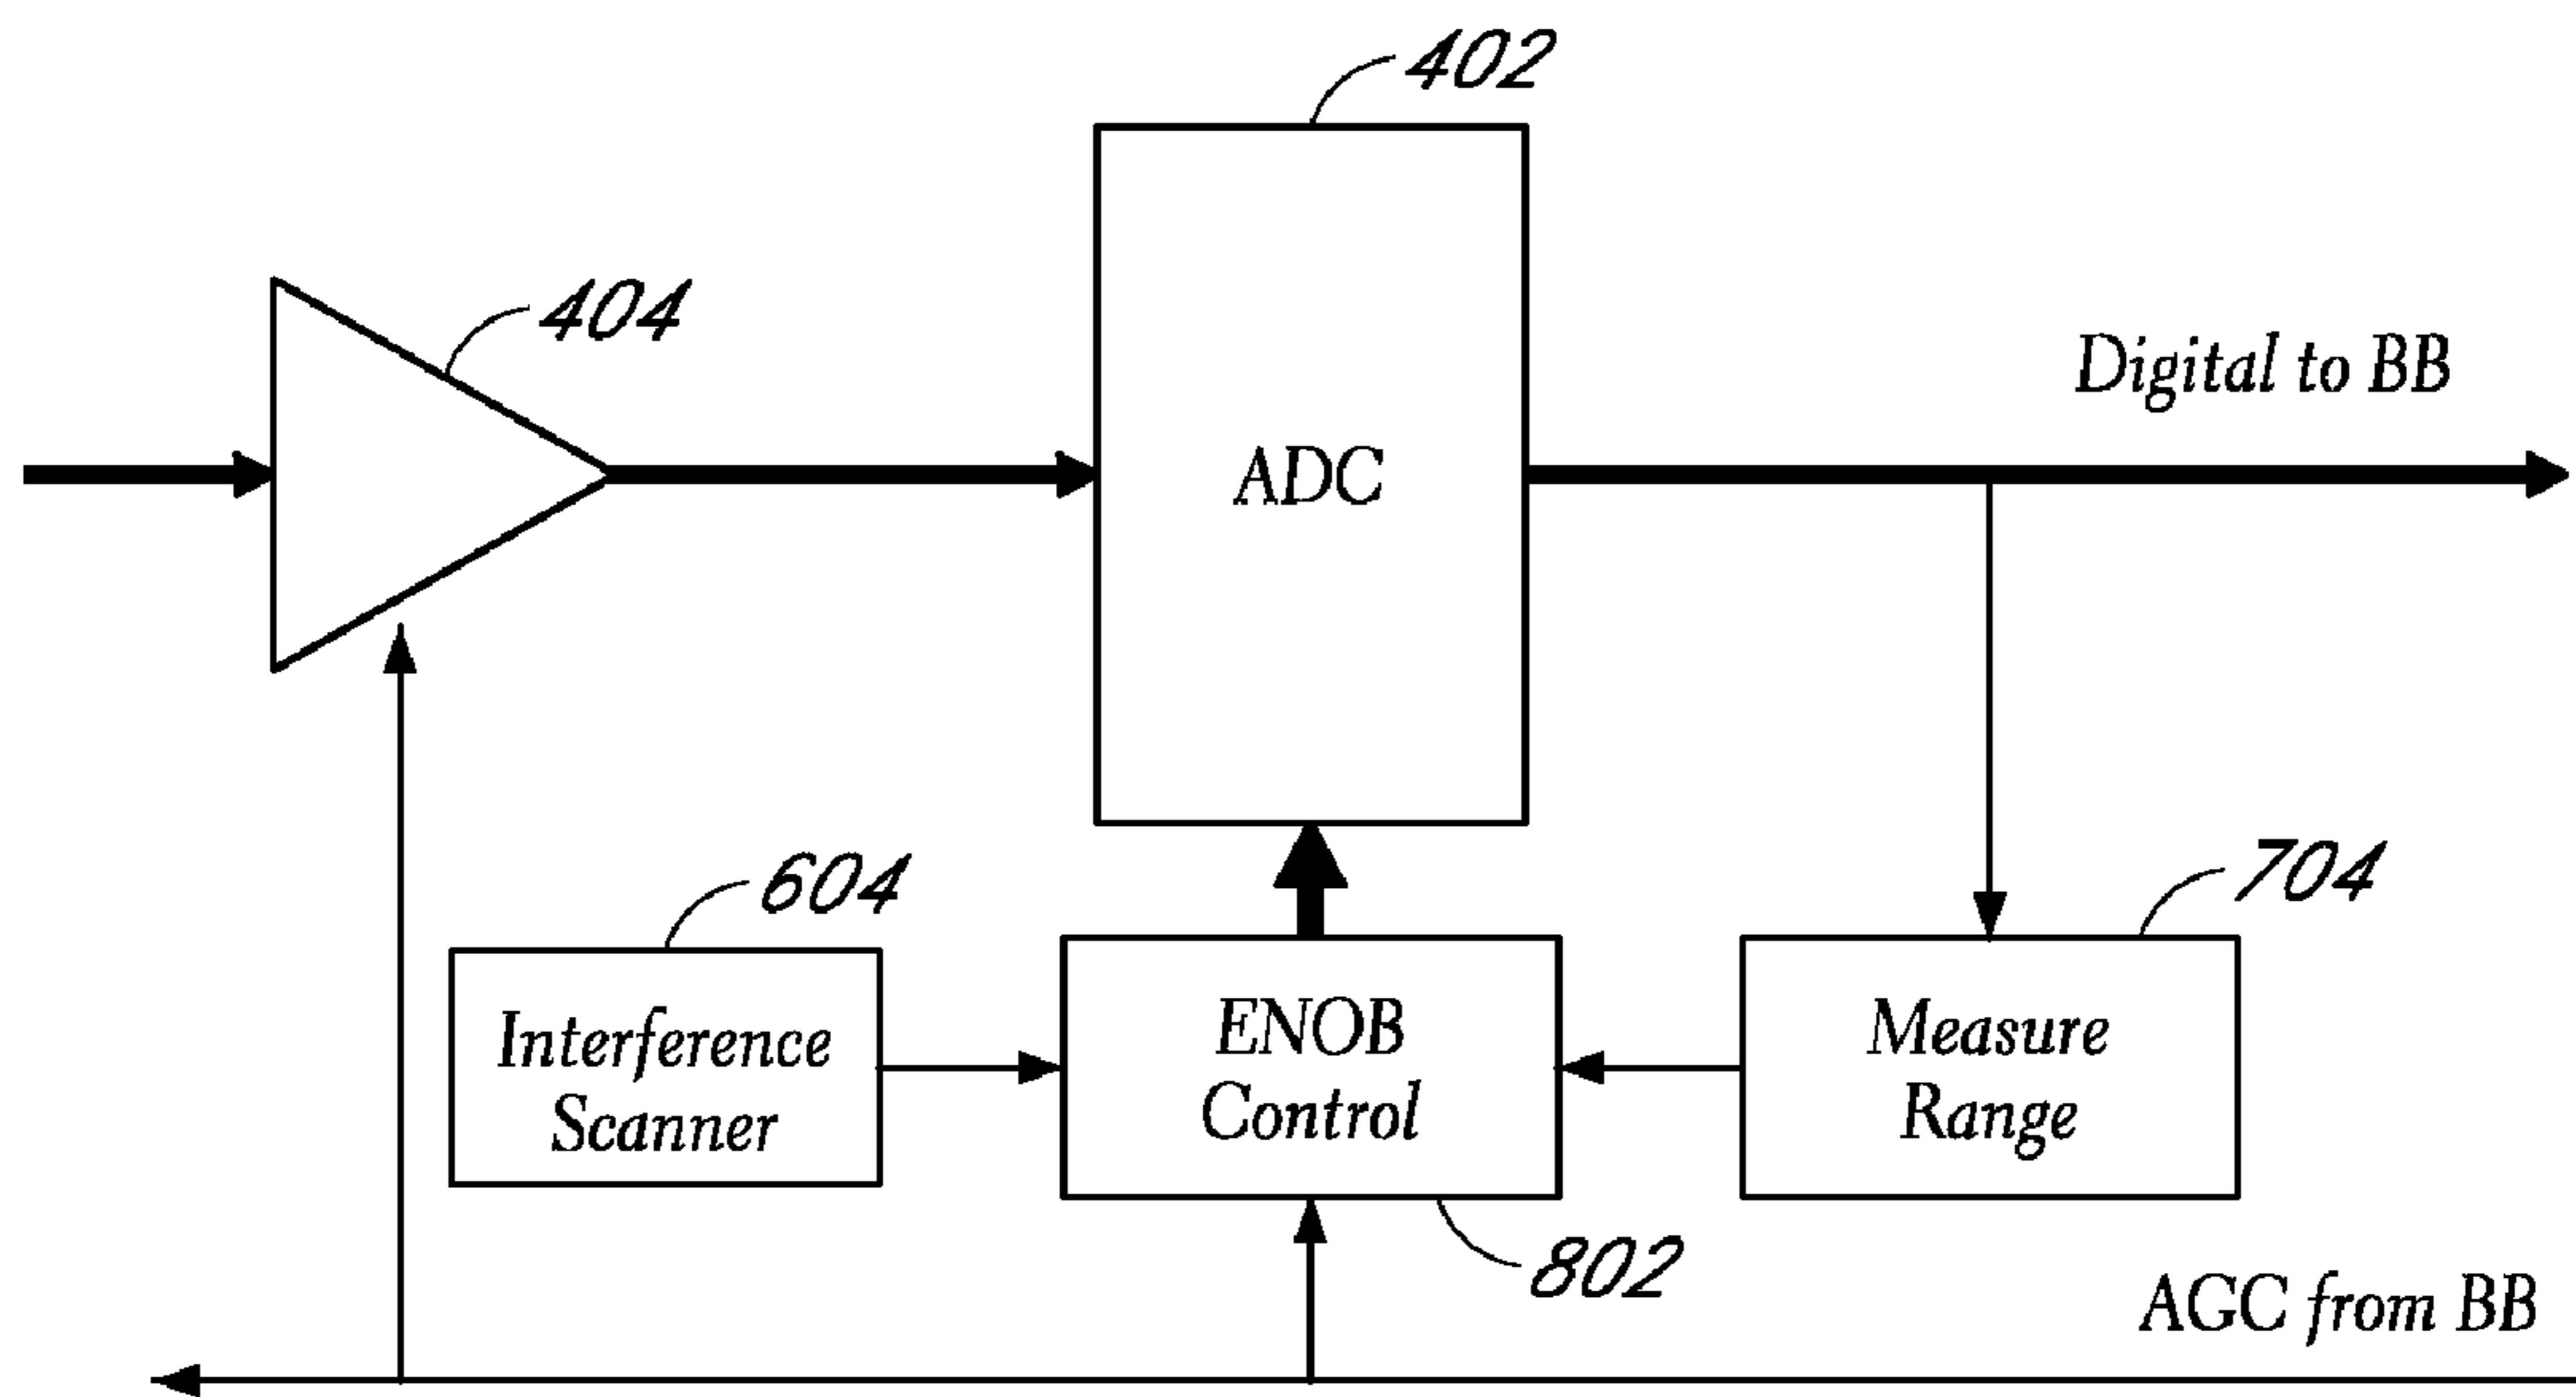 402
404
Digital to BB
ADC
604
704
Interference
Scanner
ENOB
Control
Measure
Range
802
AGC from BB